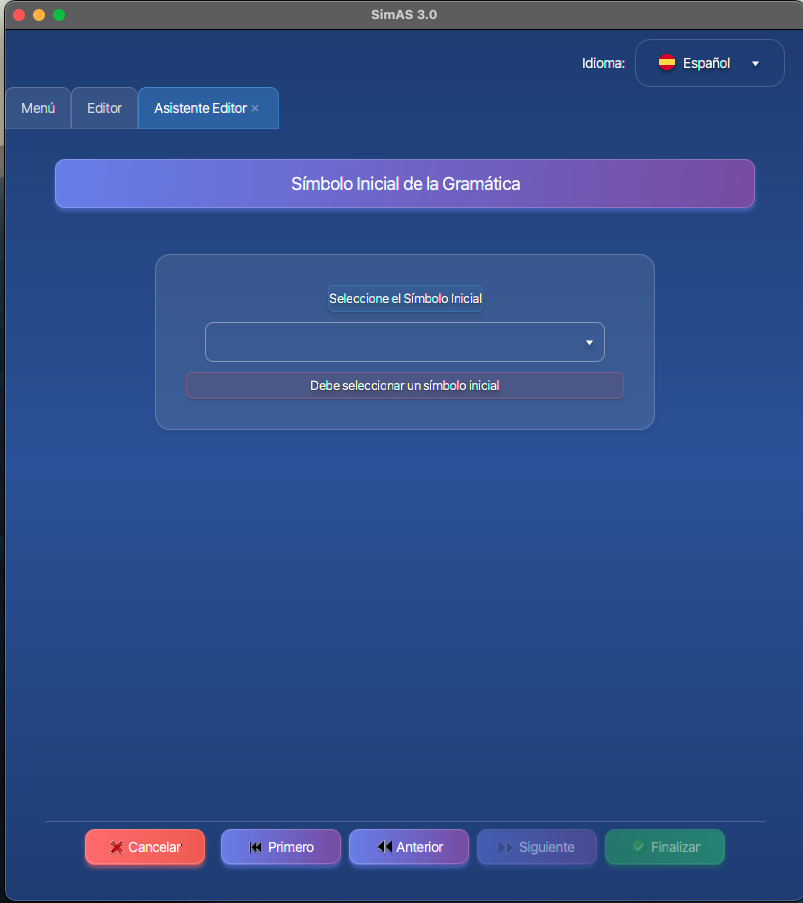 SimAS 3.0
Idioma: Español
Menú Editor Asistente Editor ×
Símbolo Inicial de la Gramática
Seleccione el Símbolo Inicial
Debe seleccionar un símbolo inicial
Cancelar Primero Anterior Siguiente Finalizar